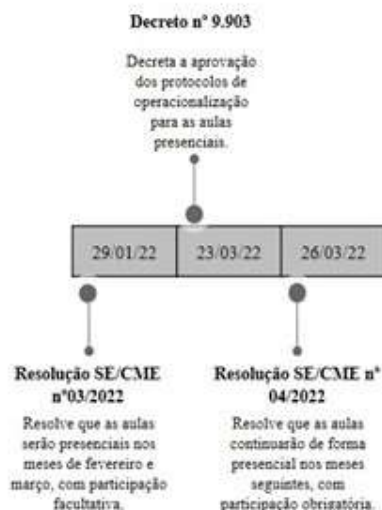 Decreto nº 9.903
Decreta a aprovação
dos protocolos de
operacionalização
para as aulas
presenciais.
29/01/22
23/03/22
26/03/22
Resolução SE/CME
nº03/2022
Resolve que as aulas
serão presenciais nos
meses de fevereiro e
março, com participação
facultativa.
Resolução SE/CME nº
04/2022
Resolve que as aulas
continuarão de forma
presencial nos meses
seguintes, com
participação obrigatória.